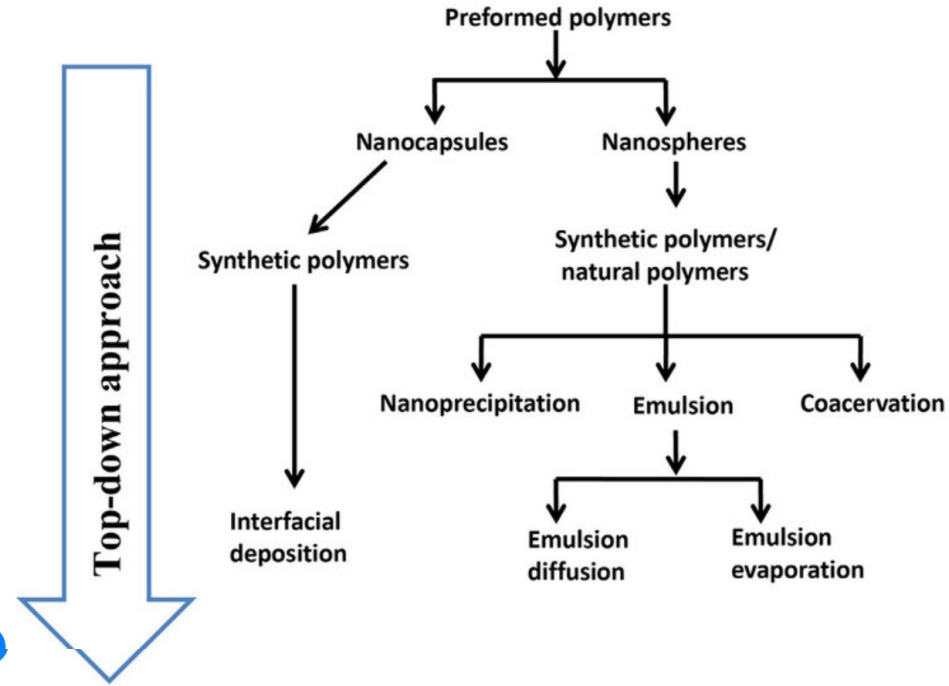 Preformed polymers
Nanocapsules
Nanospheres
Synthetic polymers
Synthetic polymers/
natural polymers
Top-down approach
Nanoprecipitation
Emulsion
Coacervation
Interfacial
deposition
Emulsion
diffusion
Emulsion
evaporation